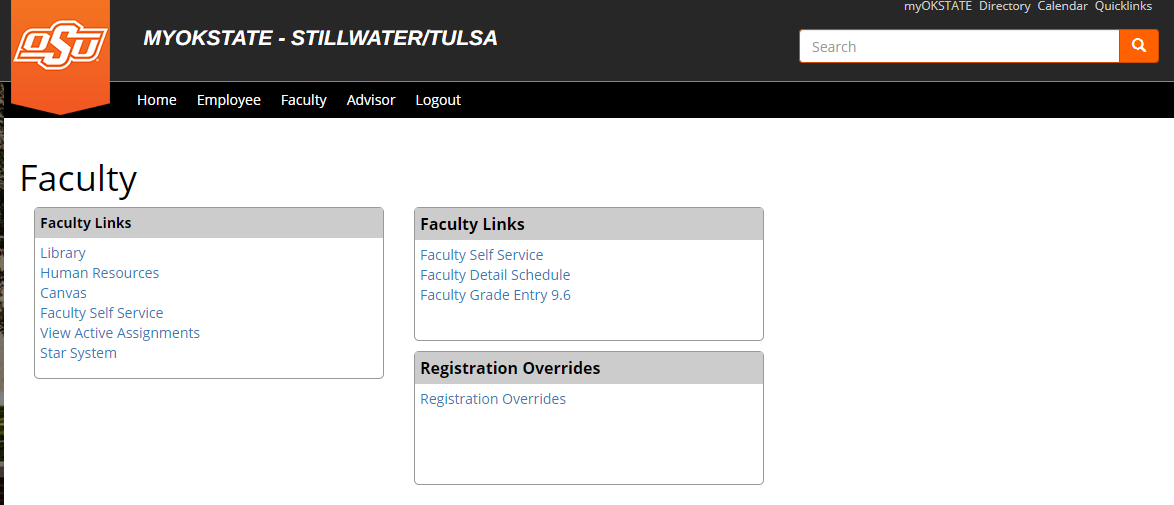 myOKSTATE Directory Calendar Quicklinks
OSU
MYOKSTATE - STILLWATER/TULSA
Search
Home Employee Faculty Advisor Logout
Faculty
Faculty Links
Library
Human Resources
Canvas
Faculty Self Service
View Active Assignments
Star System
Faculty Links
Faculty Self Service
Faculty Detail Schedule
Faculty Grade Entry 9.6
Registration Overrides
Registration Overrides